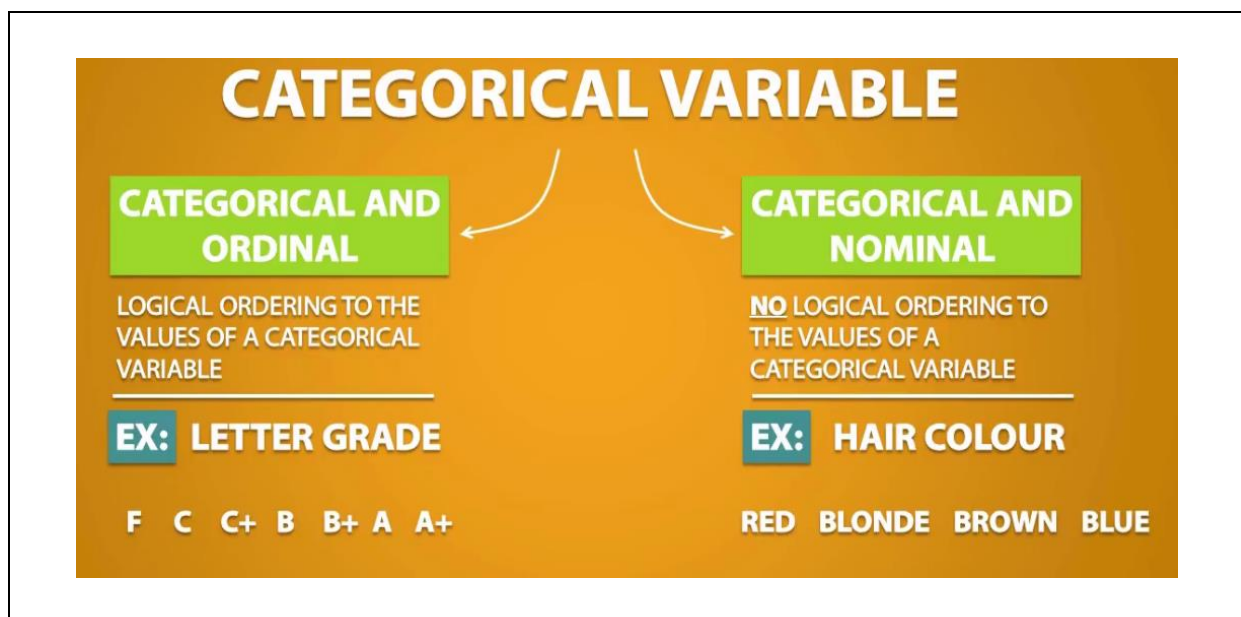 CATEGORICAL VARIABLE
CATEGORICAL AND
ORDINAL
LOGICAL ORDERING TO THE
VALUES OF A CATEGORICAL
VARIABLE
EX: LETTER GRADE
F C C+ B B+ A A+
CATEGORICAL AND
NOMINAL
NO LOGICAL ORDERING TO
THE VALUES OF A
CATEGORICAL VARIABLE
EX: HAIR COLOUR
RED BLONDE BROWN BLUE